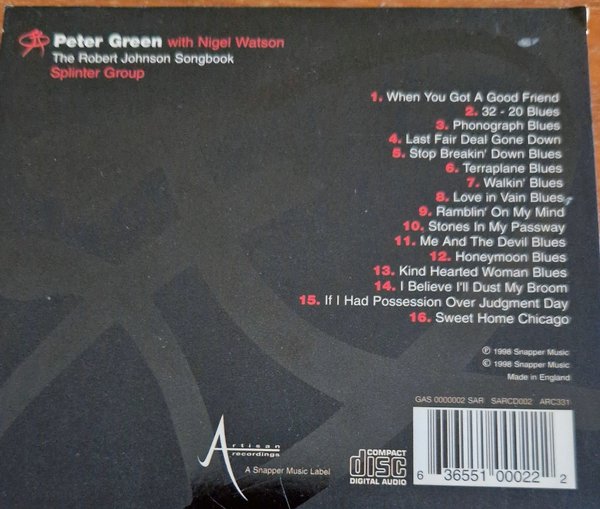 Peter Green with Nigel Watson
The Robert Johnson Songbook
Splinter Group
1. When You Got A Good Friend
2. 32 - 20 Blues
3. Phonograph Blues
4. Last Fair Deal Gone Down
5. Stop Breakin' Down Blues
6. Terraplane Blues
7. Walkin' Blues
8. Love in Vain Blues
9. Ramblin' On My Mind
10. Stones In My Passway
11. Me And The Devil Blues
12. Honeymoon Blues
13. Kind Hearted Woman Blues
14. I Believe I'll Dust My Broom
15. If I Had Possession Over Judgment Day
16. Sweet Home Chicago
℗ 1998 Snapper Music
© 1998 Snapper Music
Made in England
GAS 0000002 SAR SARCD002 ARC331
Artisan
recordings
A Snapper Music Label
COMPACT
disc
DIGITAL AUDIO
6 36551 00022 2